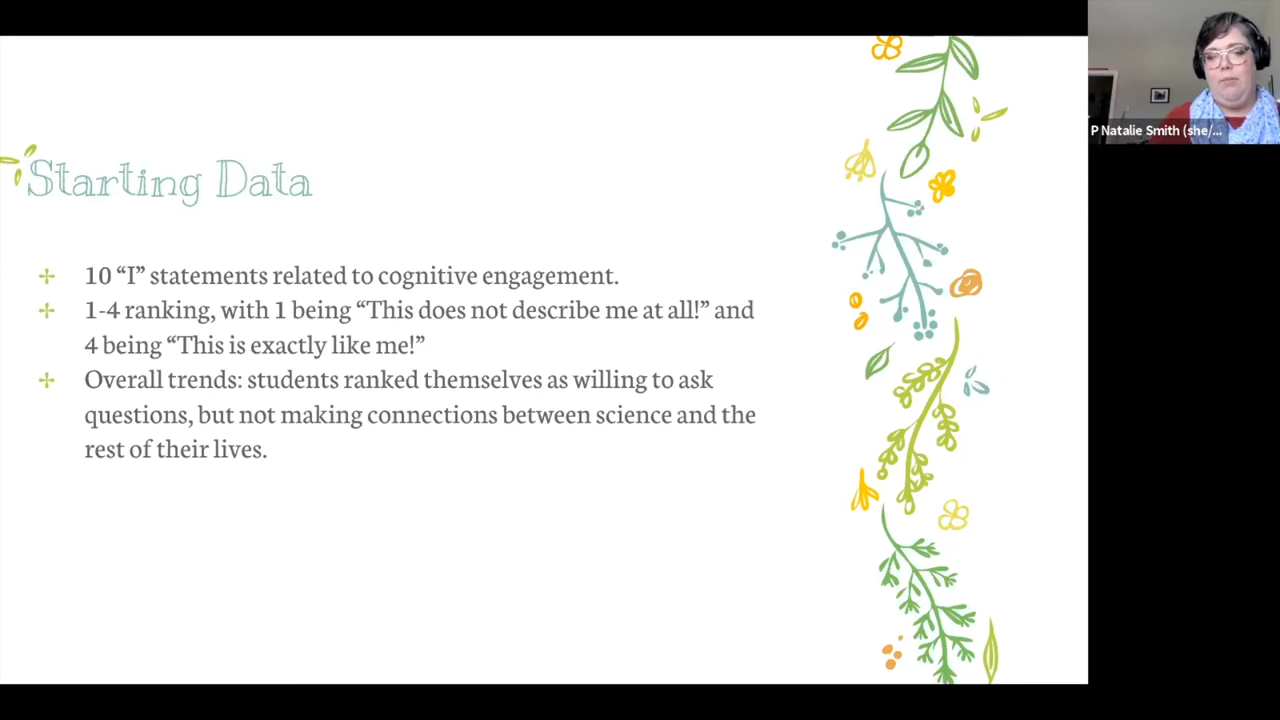 Starting Data
10 “I” statements related to cognitive engagement.
1-4 ranking, with 1 being “This does not describe me at all!” and
4 being “This is exactly like me!”
Overall trends: students ranked themselves as willing to ask
questions, but not making connections between science and the
rest of their lives.
P Natalie Smith (she/...